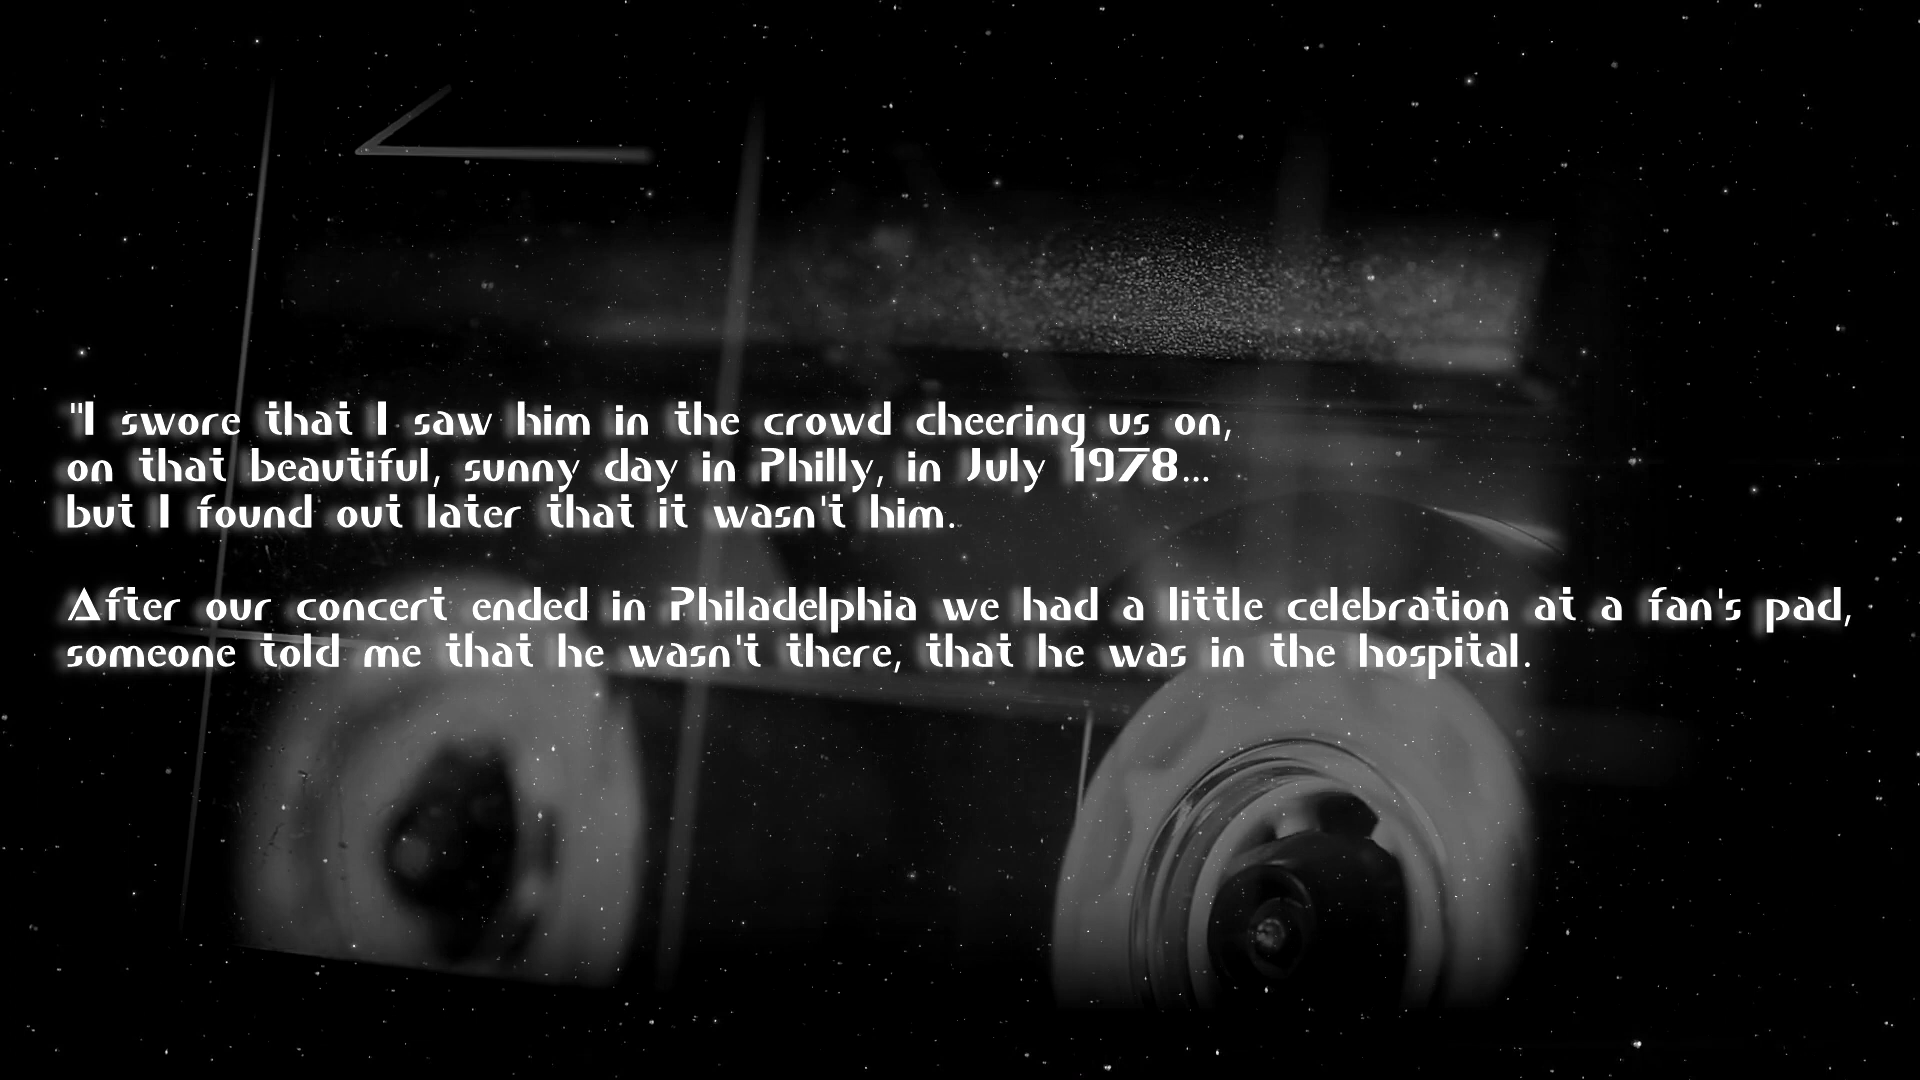 "I swore that I saw him in the crowd cheering us on,
on that beautiful, sunny day in Philly, in July 1978...
but I found out later that it wasn't him.
After our concert ended in Philadelphia we had a little celebration at a fan's pad,
someone told me that he wasn't there, that he was in the hospital.